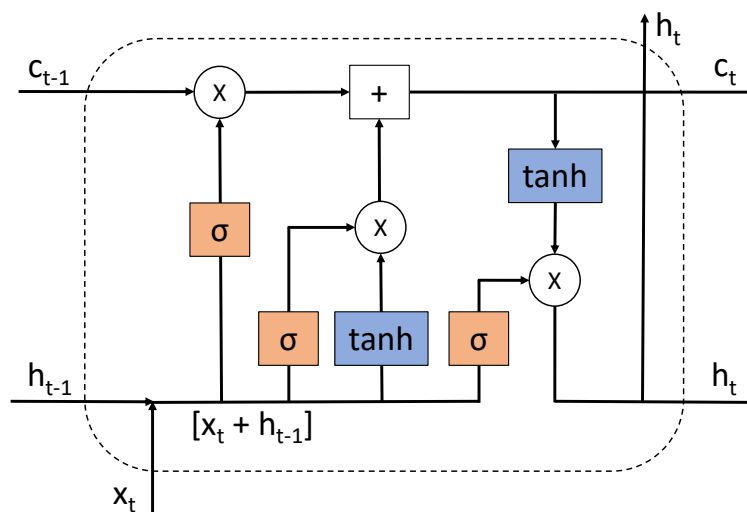 h_t
c_{t-1}
x
+
c_t
tanh
σ
x
x
σ
tanh
σ
h_{t-1}
h_t
[x_t + h_{t-1}]
x_t